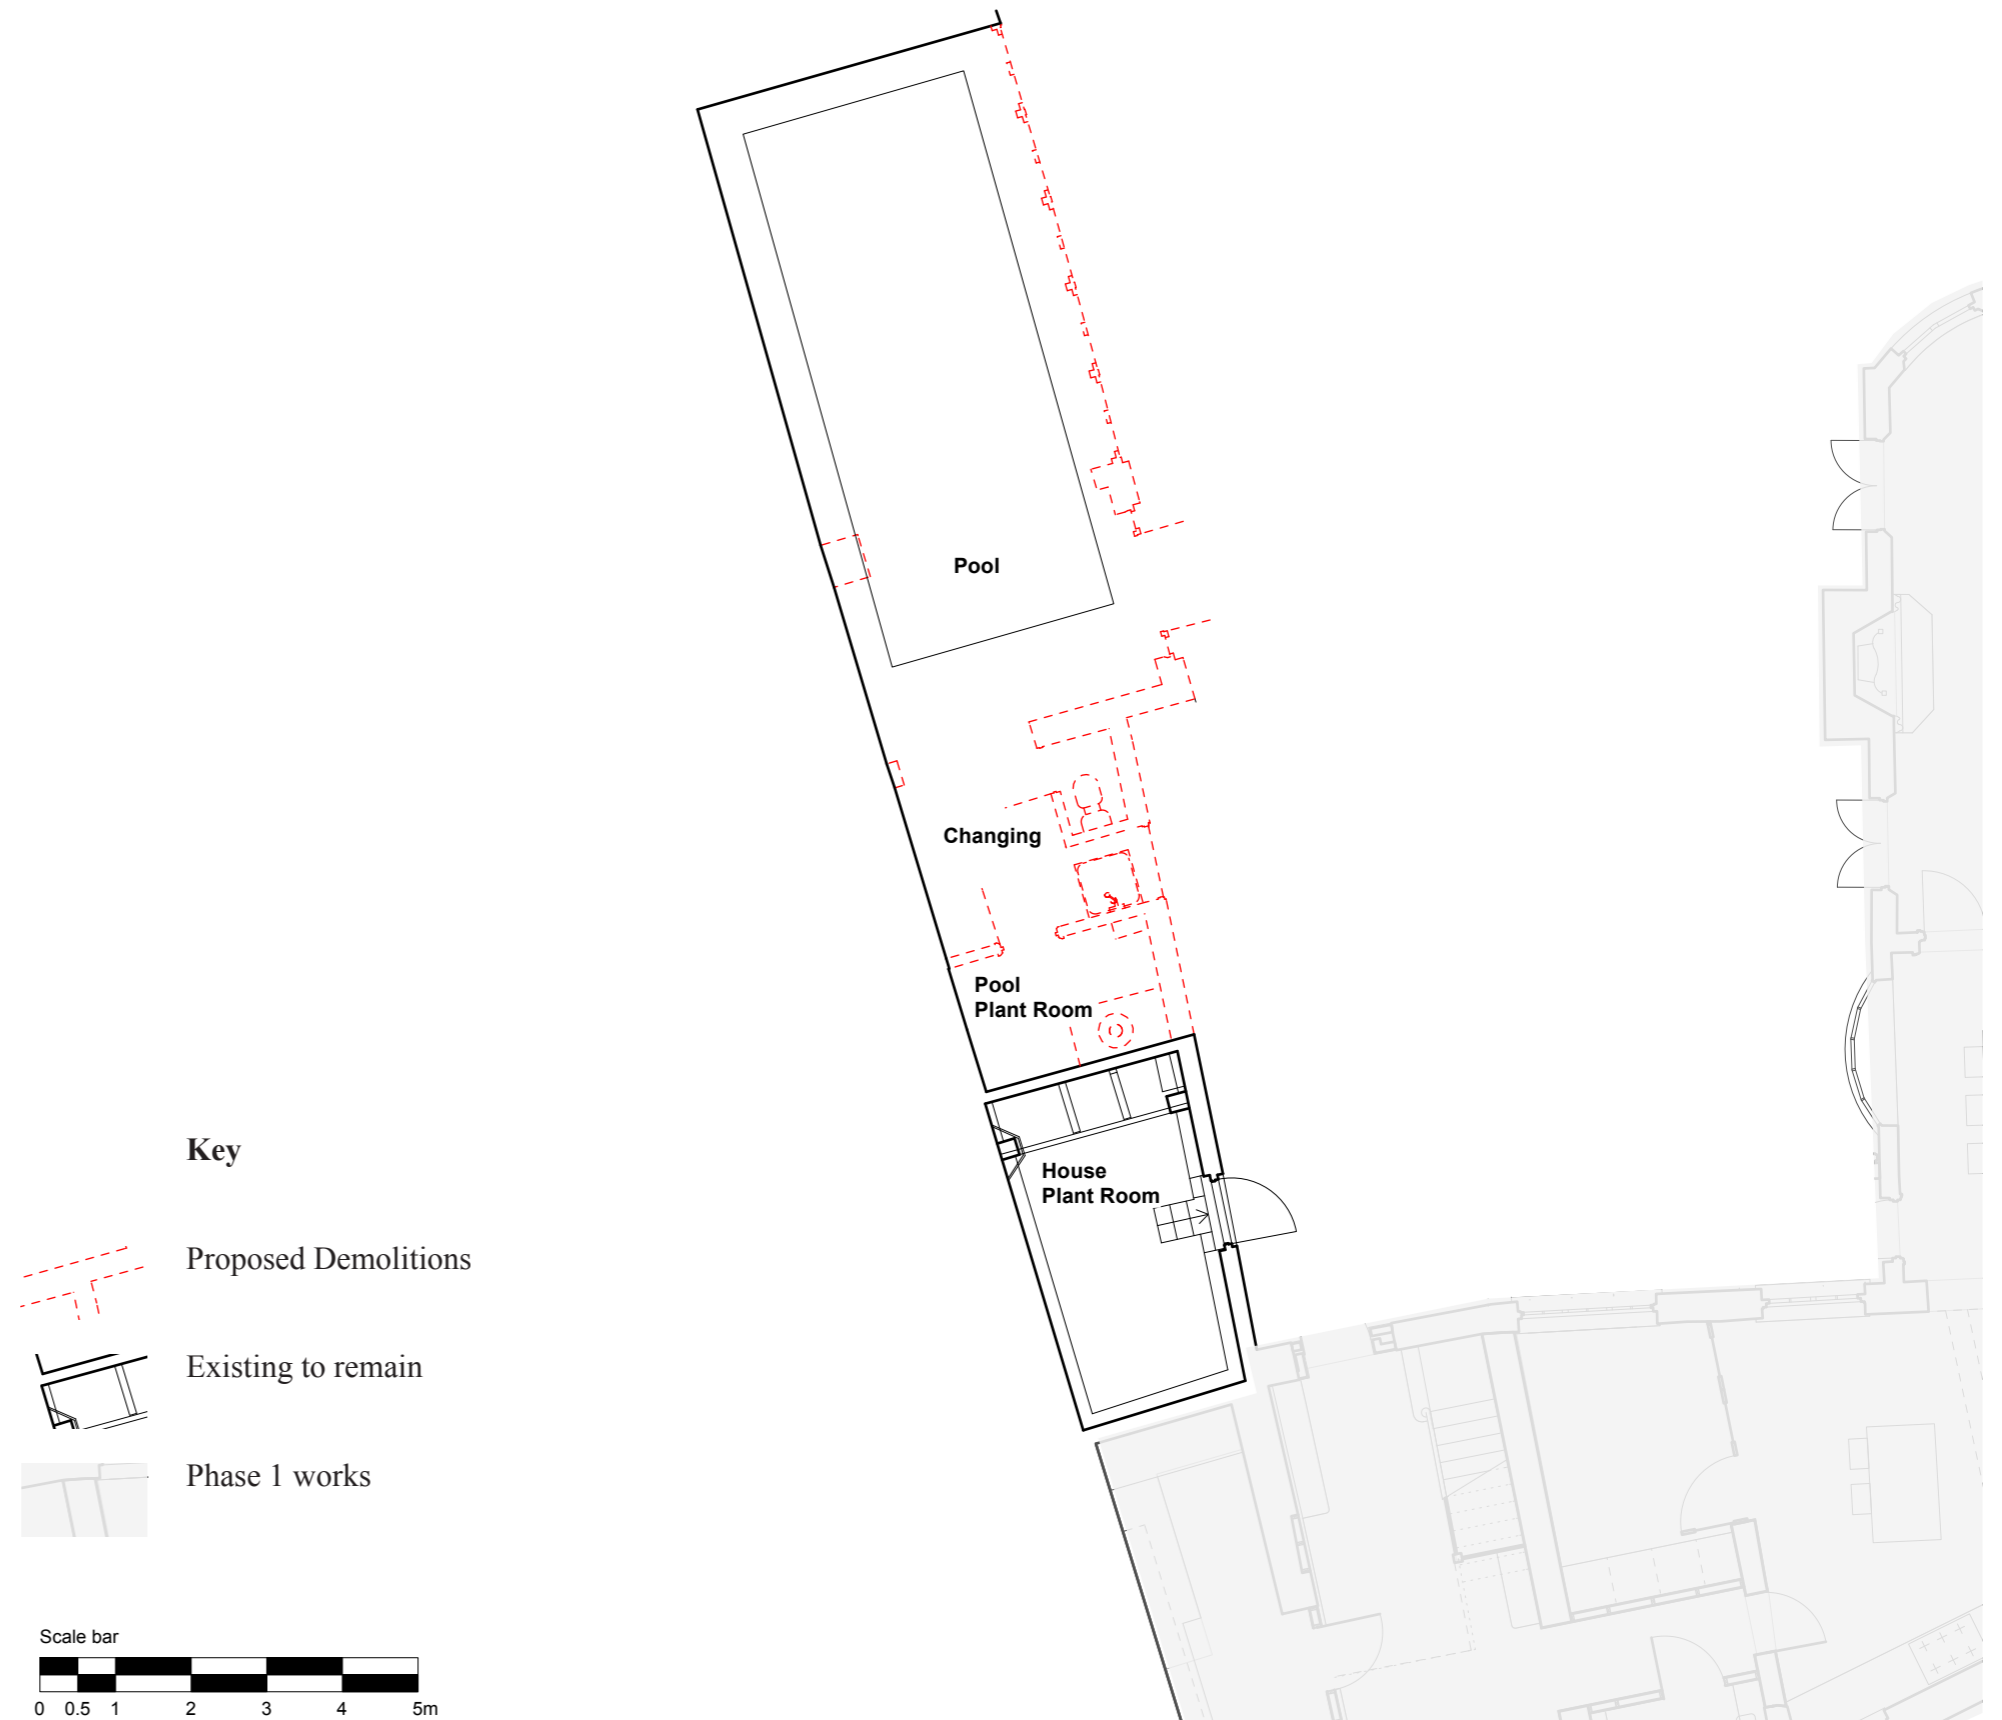 Pool
Changing
Pool
Plant Room
House
Plant Room
Key
Proposed Demolitions
Existing to remain
Phase 1 works
Scale bar
0 0.5 1 2 3 4 5m